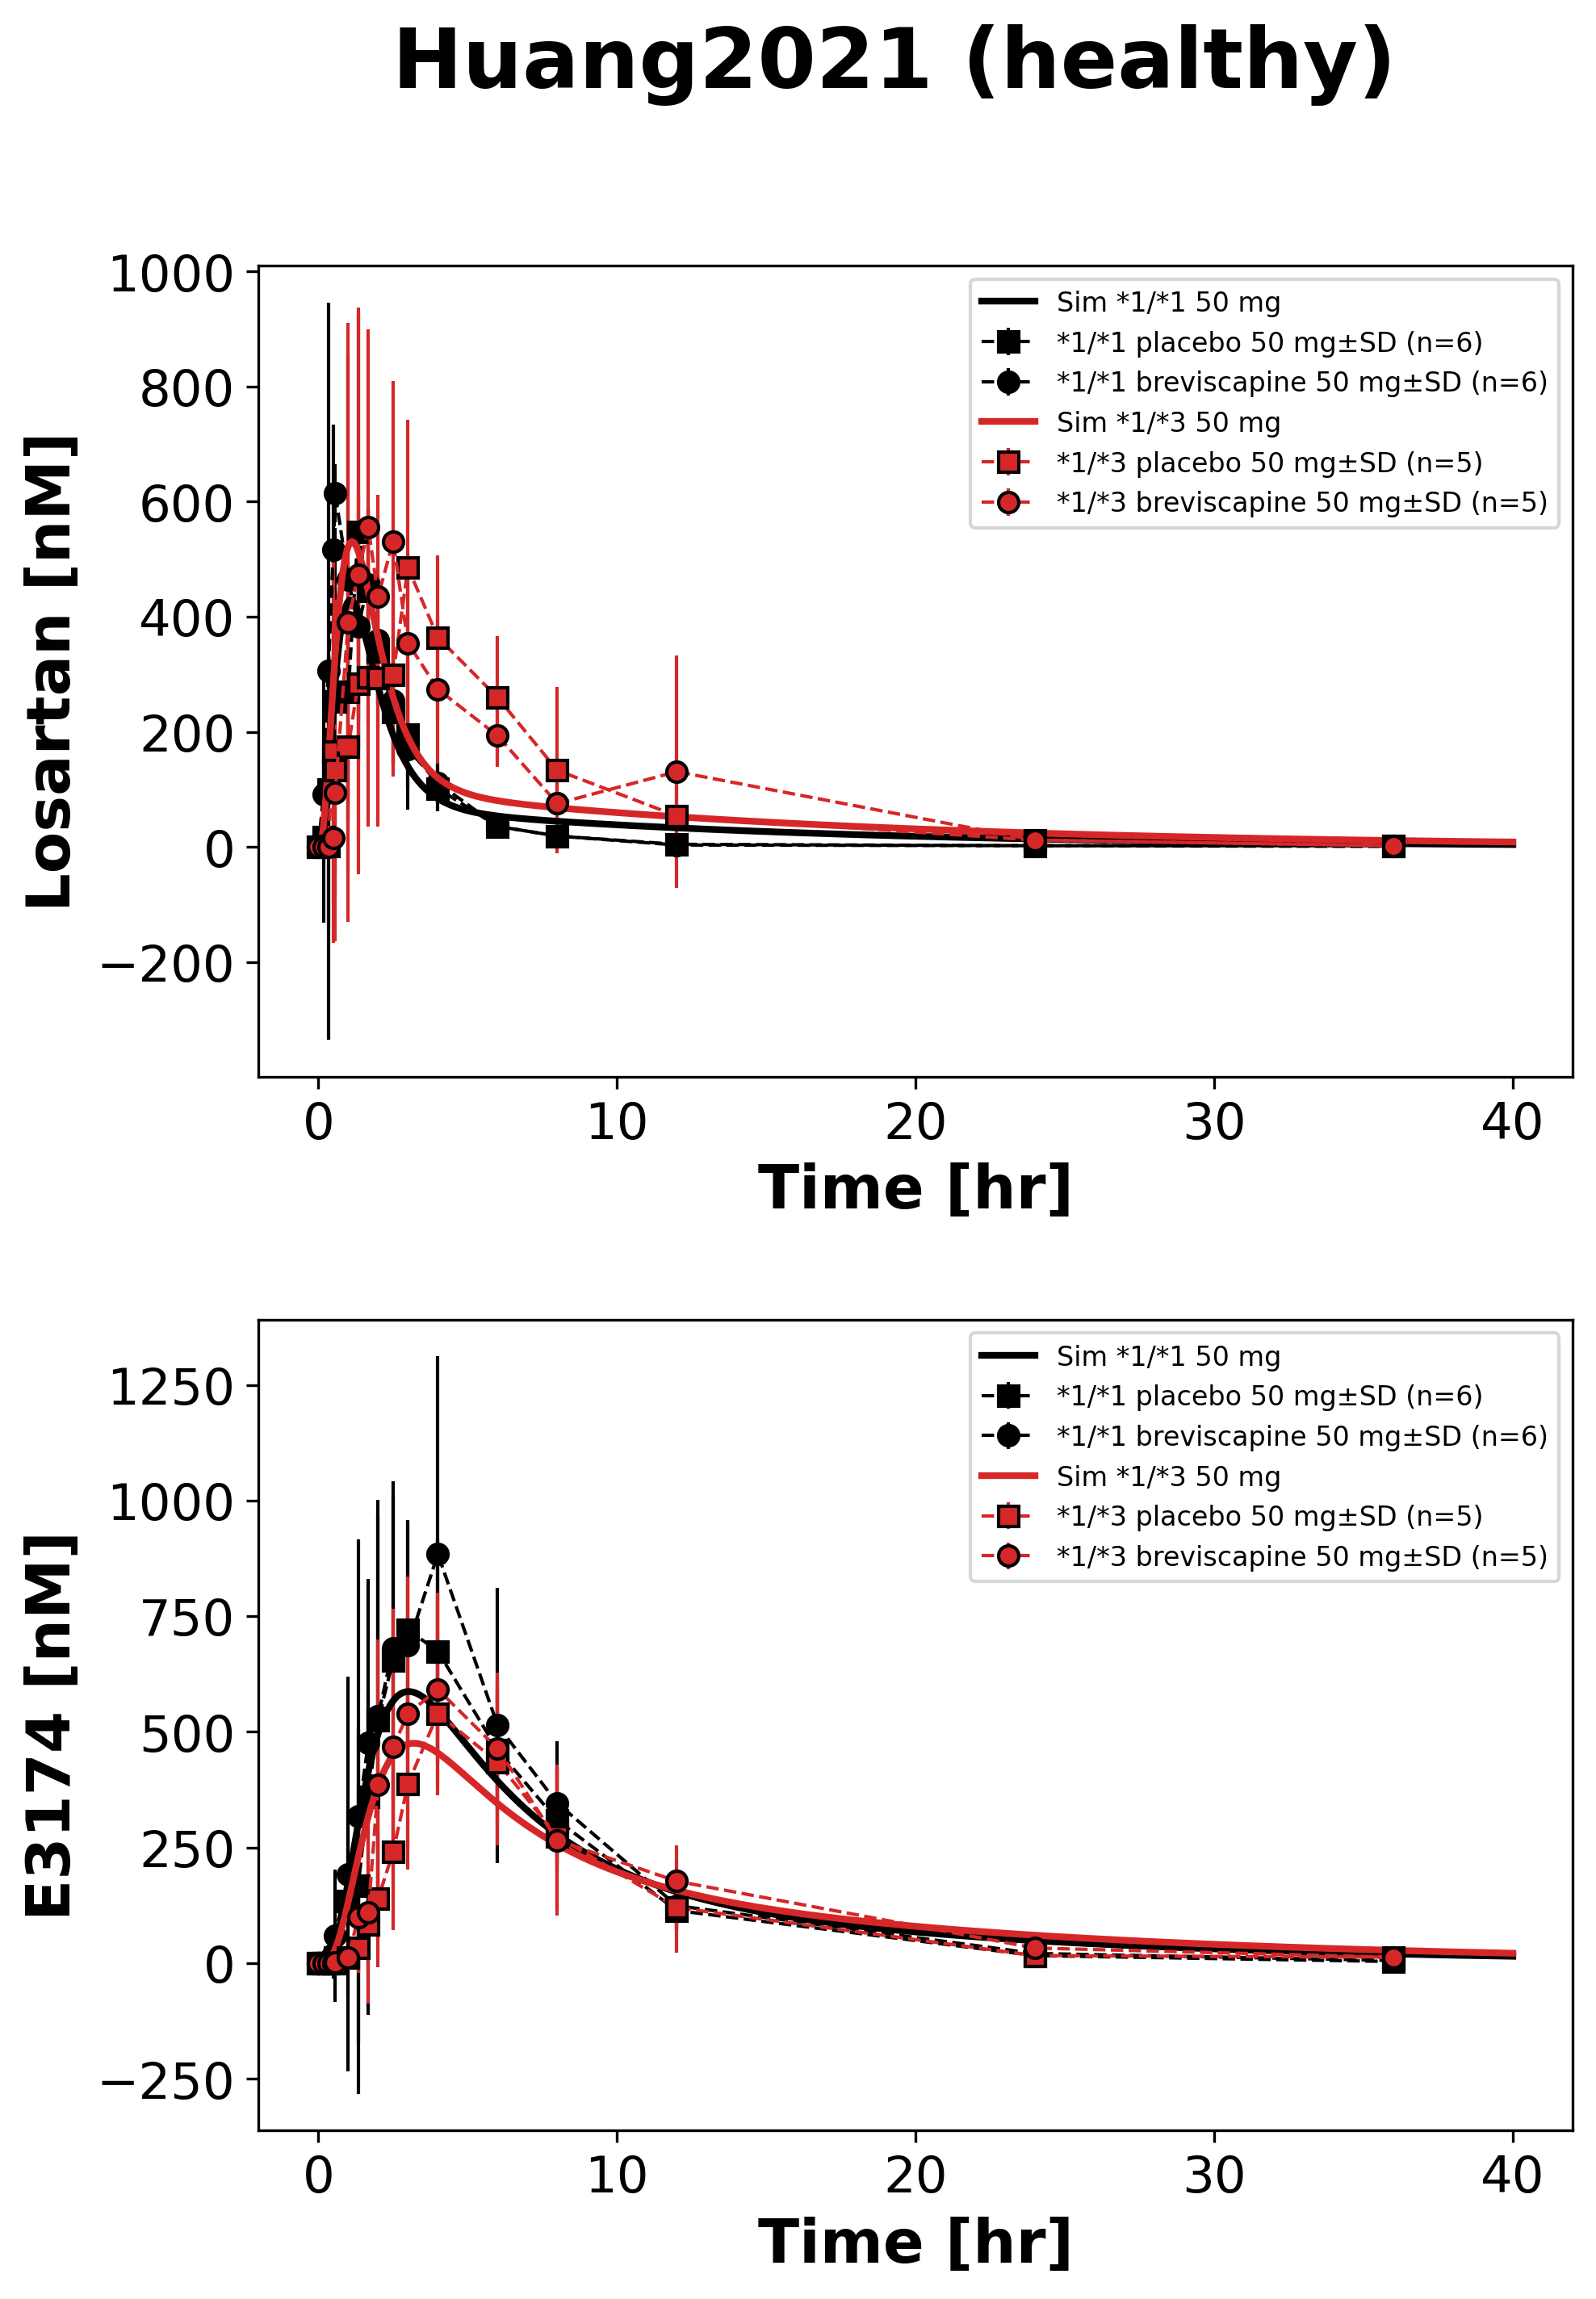 Huang2021 (healthy)
Losartan [nM]
1000
800
600
400
200
0
−200
Sim *1/*1 50 mg
*1/*1 placebo 50 mg±SD (n=6)
*1/*1 breviscapine 50 mg±SD (n=6)
Sim *1/*3 50 mg
*1/*3 placebo 50 mg±SD (n=5)
*1/*3 breviscapine 50 mg±SD (n=5)
0 10 20 30 40
Time [hr]
E3174 [nM]
1250
1000
750
500
250
0
−250
Sim *1/*1 50 mg
*1/*1 placebo 50 mg±SD (n=6)
*1/*1 breviscapine 50 mg±SD (n=6)
Sim *1/*3 50 mg
*1/*3 placebo 50 mg±SD (n=5)
*1/*3 breviscapine 50 mg±SD (n=5)
0 10 20 30 40
Time [hr]